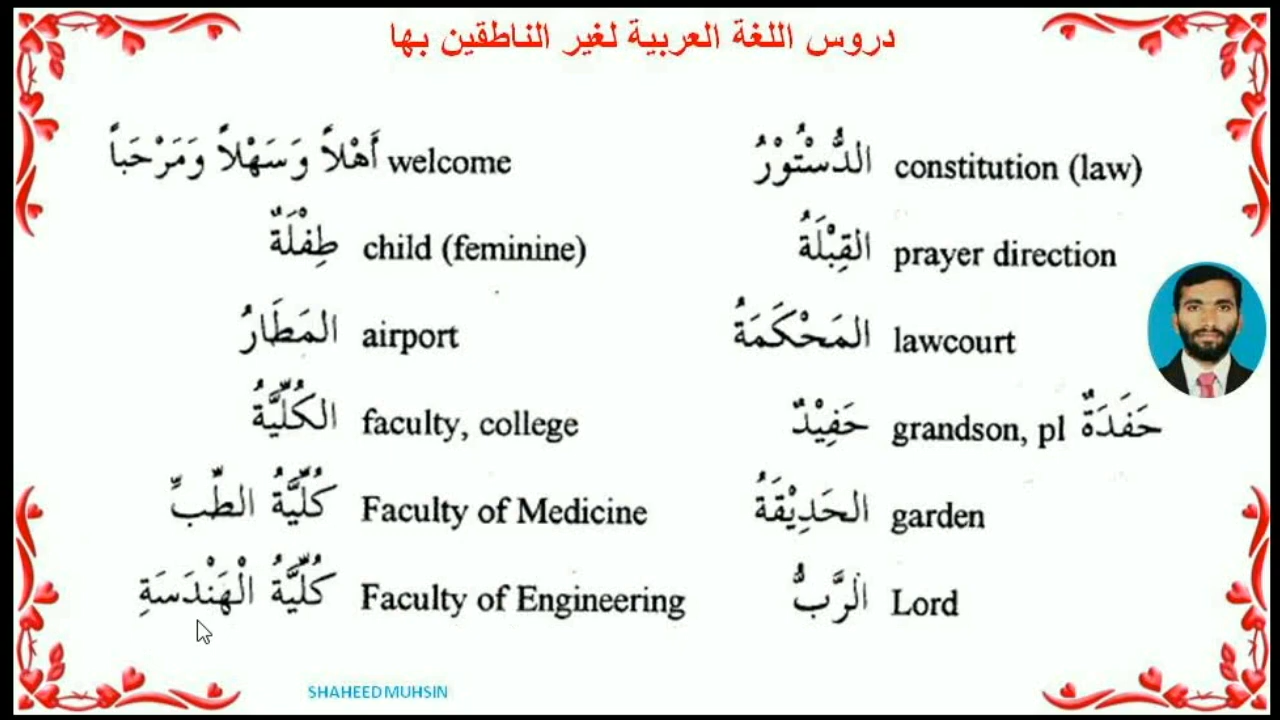 دروس اللغة العربية لغير الناطقين بها
أَهْلاً وَسَهْلاً وَمَرْحَباً welcome
طِفْلَةٌ child (feminine)
المَطَارُ airport
الكُلِّيَّةُ faculty, college
كُلِّيَّةُ الطِّبِّ Faculty of Medicine
كُلِّيَّةُ الْهَنْدَسَةِ Faculty of Engineering
الدُّسْتُوْرُ constitution (law)
القِبْلَةُ prayer direction
المَحْكَمَةُ lawcourt
حَفِيْدٌ grandson, pl حَفَدَةٌ
الحَدِيْقَةُ garden
الرَّبُّ Lord
SHAHEED MUHSIN